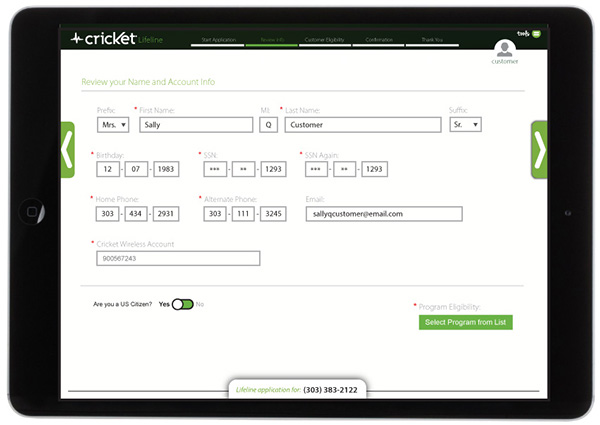 cricket Lifeline
Start Application Review Info Customer Eligibility Confirmation Thank You
customer
Review your Name and Account Info
Prefix: * First Name: MI: * Last Name: Suffix:
Mrs. Sally Q Customer Sr.
* Birthday: * SSN: * SSN Again:
12 - 07 - 1983 *** - ** - 1293 *** - ** - 1293
* Home Phone: * Alternate Phone: Email:
303 - 434 - 2931 303 - 111 - 3245 sallyqcustomer@email.com
* Cricket Wireless Account
900567243
Are you a US Citizen? Yes No
* Program Eligibility:
Select Program from List
Lifeline application for: (303) 383-2122